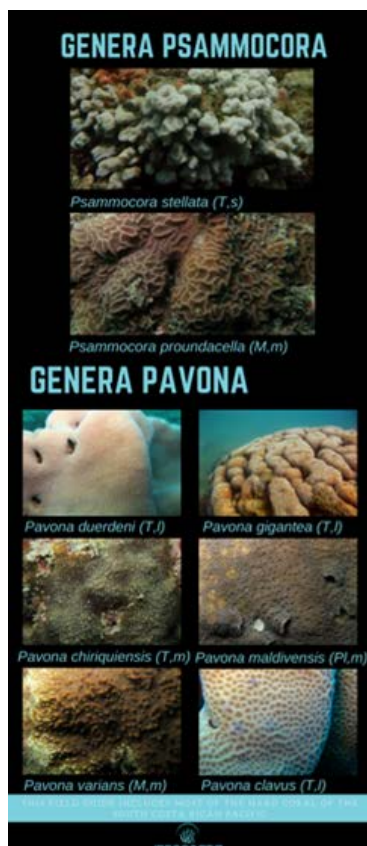 GENERA PSAMMOCORA
Psammocora stellata (T,s)
Psammocora proundacella (M,m)
GENERA PAVONA
Pavona duerdeni (T,l)
Pavona gigantea (T,l)
Pavona chiriquiensis (T,m)
Pavona maldivensis (Pl,m)
Pavona varians (M,m)
Pavona clavus (T,l)
THIS FIELD GUIDE INCLUDES MOST OF THE HARD CORAL OF THE
SOUTH COSTA RICAN PACIFIC